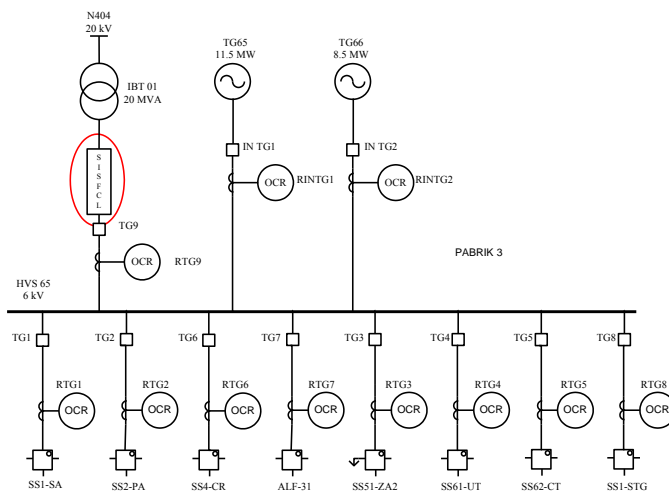 N404
20 kV
IBT 01
20 MVA
TG65
11.5 MW
TG66
8.5 MW
S
I
S
F
C
L
TG9
OCR
RTG9
IN TG1
OCR
RINTG1
IN TG2
OCR
RINTG2
PABRIK 3
HVS 65
6 kV
TG1
TG2
TG6
TG7
TG3
TG4
TG5
TG8
RTG1
RTG2
RTG6
RTG7
RTG3
RTG4
RTG5
RTG8
OCR
OCR
OCR
OCR
OCR
OCR
OCR
OCR
SS1-SA
SS2-PA
SS4-CR
ALF-31
SS51-ZA2
SS61-UT
SS62-CT
SS1-STG